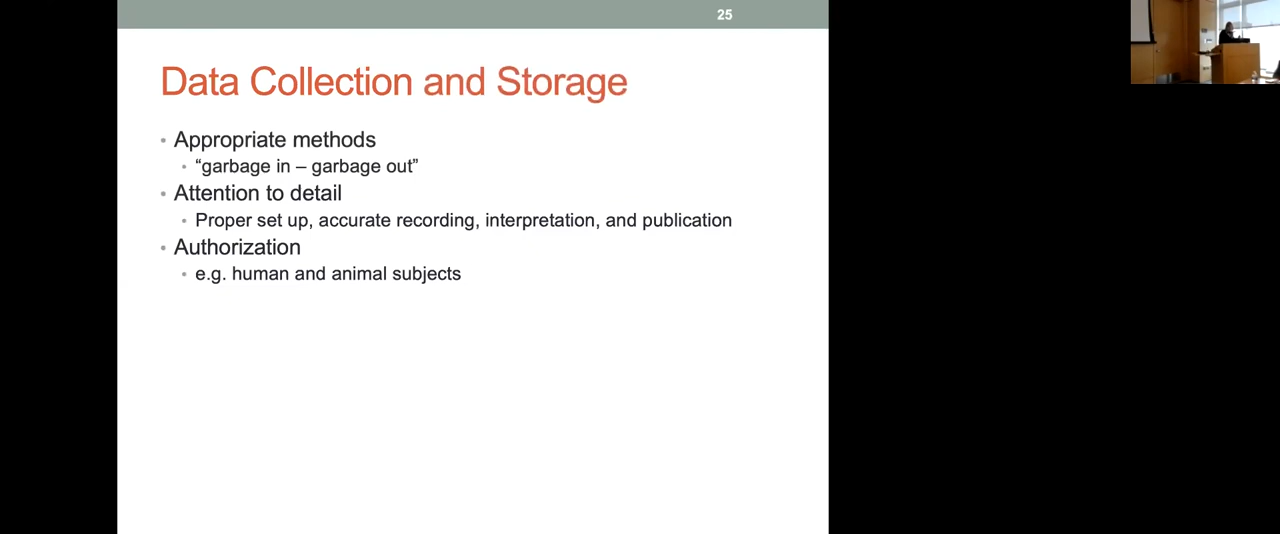 25
Data Collection and Storage
• Appropriate methods
• “garbage in – garbage out”
• Attention to detail
• Proper set up, accurate recording, interpretation, and publication
• Authorization
• e.g. human and animal subjects